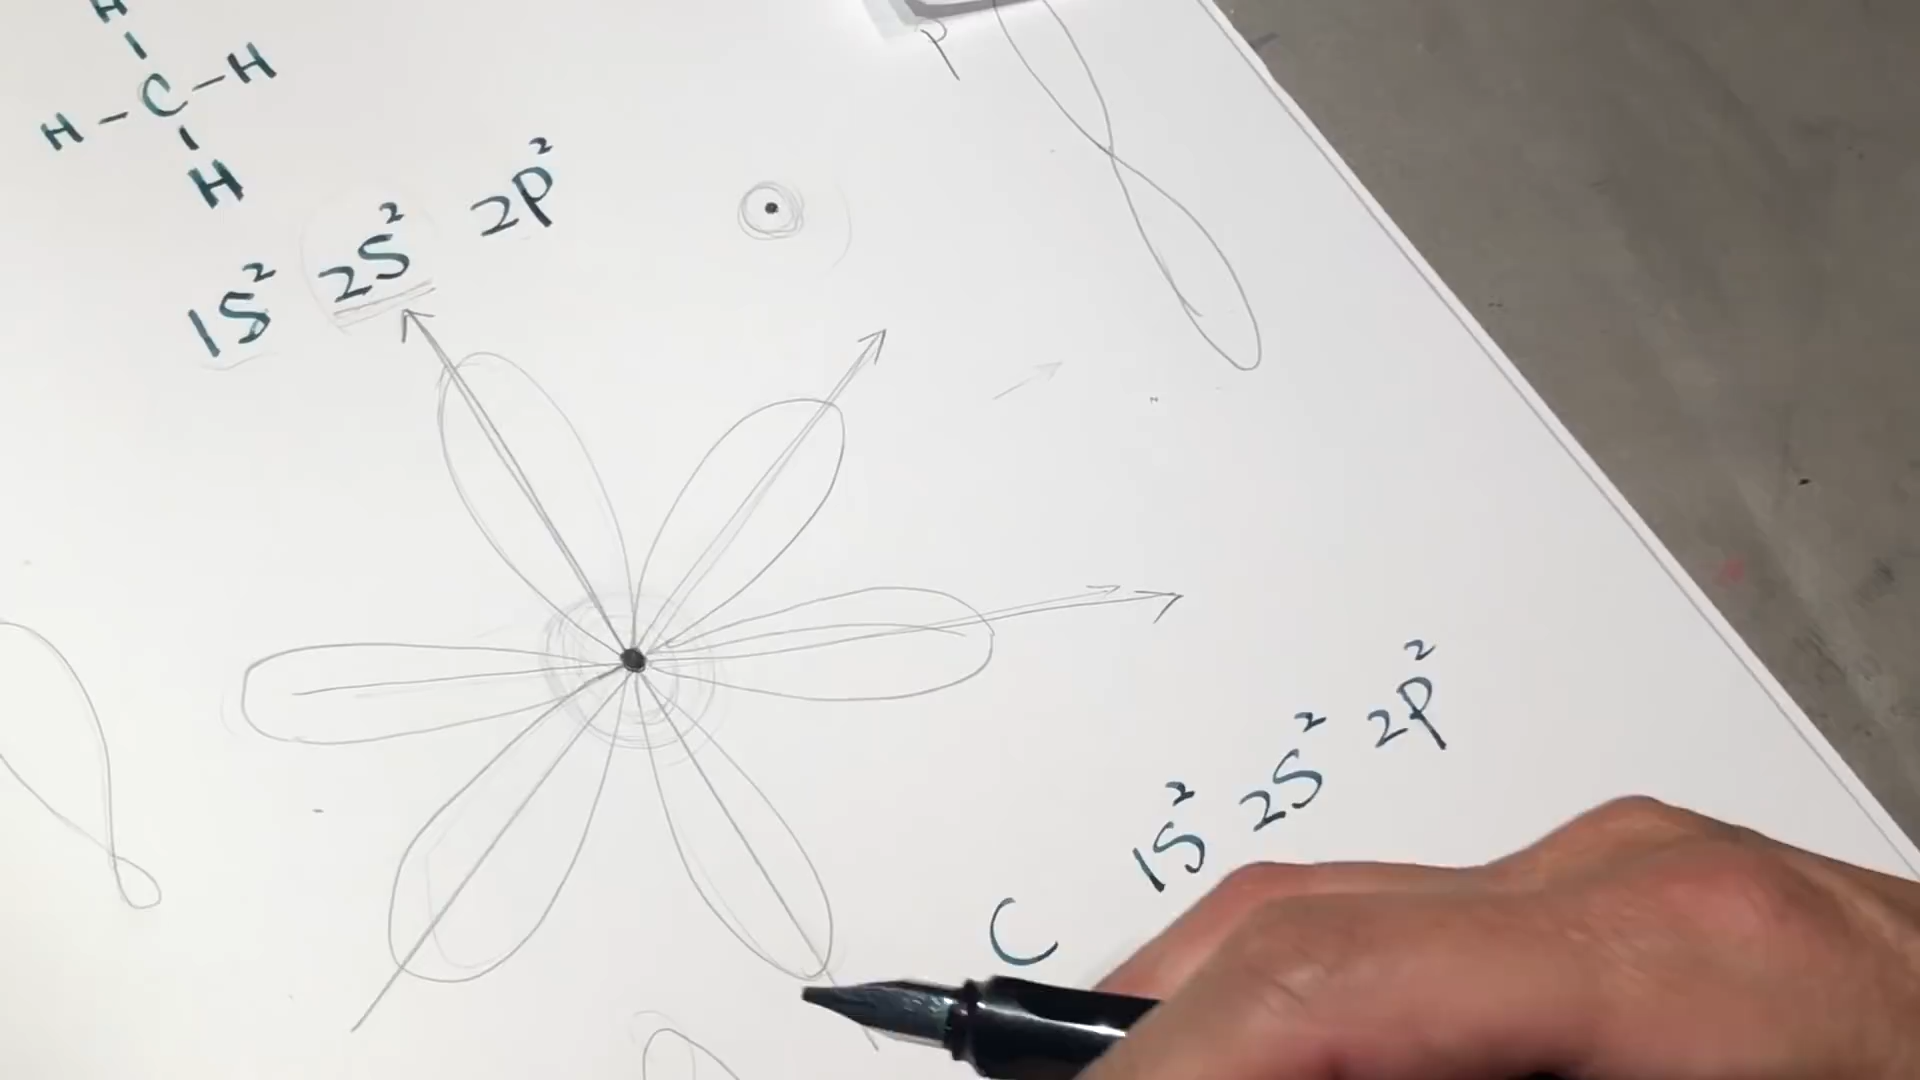 H
H - C - H
H
1S² 2S² 2P²
P
C 1S² 2S² 2P²